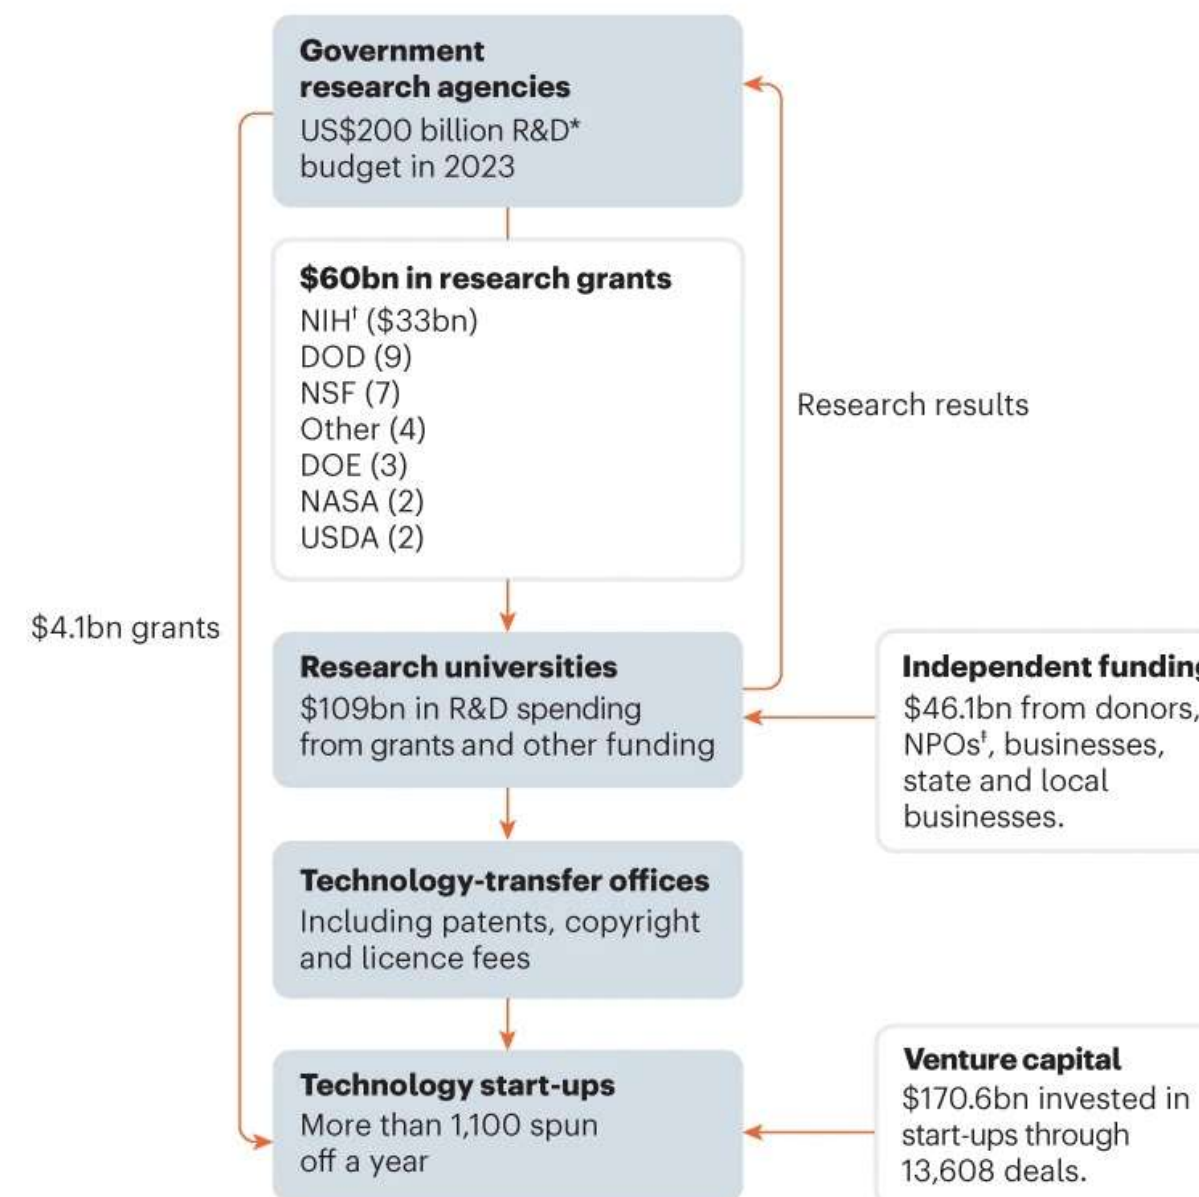 Government
research agencies
US$200 billion R&D*
budget in 2023
$60bn in research grants
NIH† ($33bn)
DOD (9)
NSF (7)
Other (4)
DOE (3)
NASA (2)
USDA (2)
Research results
$4.1bn grants
Research universities
$109bn in R&D spending
from grants and other funding
Independent funding
$46.1bn from donors,
NPOs‡, businesses,
state and local
businesses.
Technology-transfer offices
Including patents, copyright
and licence fees
Technology start-ups
More than 1,100 spun
off a year
Venture capital
$170.6bn invested in
start-ups through
13,608 deals.